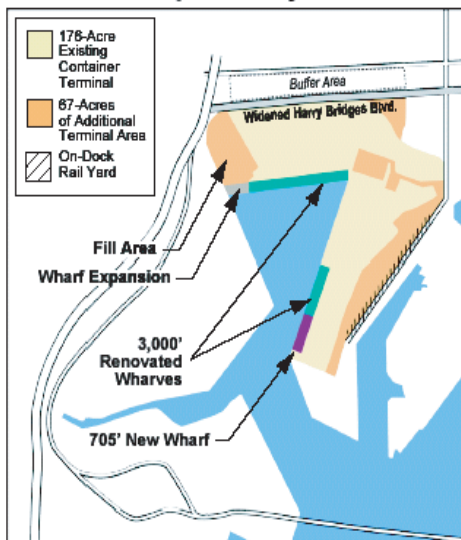 176-Acre
Existing
Container
Terminal
67-Acres
of Additional
Terminal Area
On-Dock
Rail Yard
Buffer Area
Widened Harry Bridges Blvd.
Fill Area
Wharf Expansion
3,000'
Renovated
Wharves
705' New Wharf